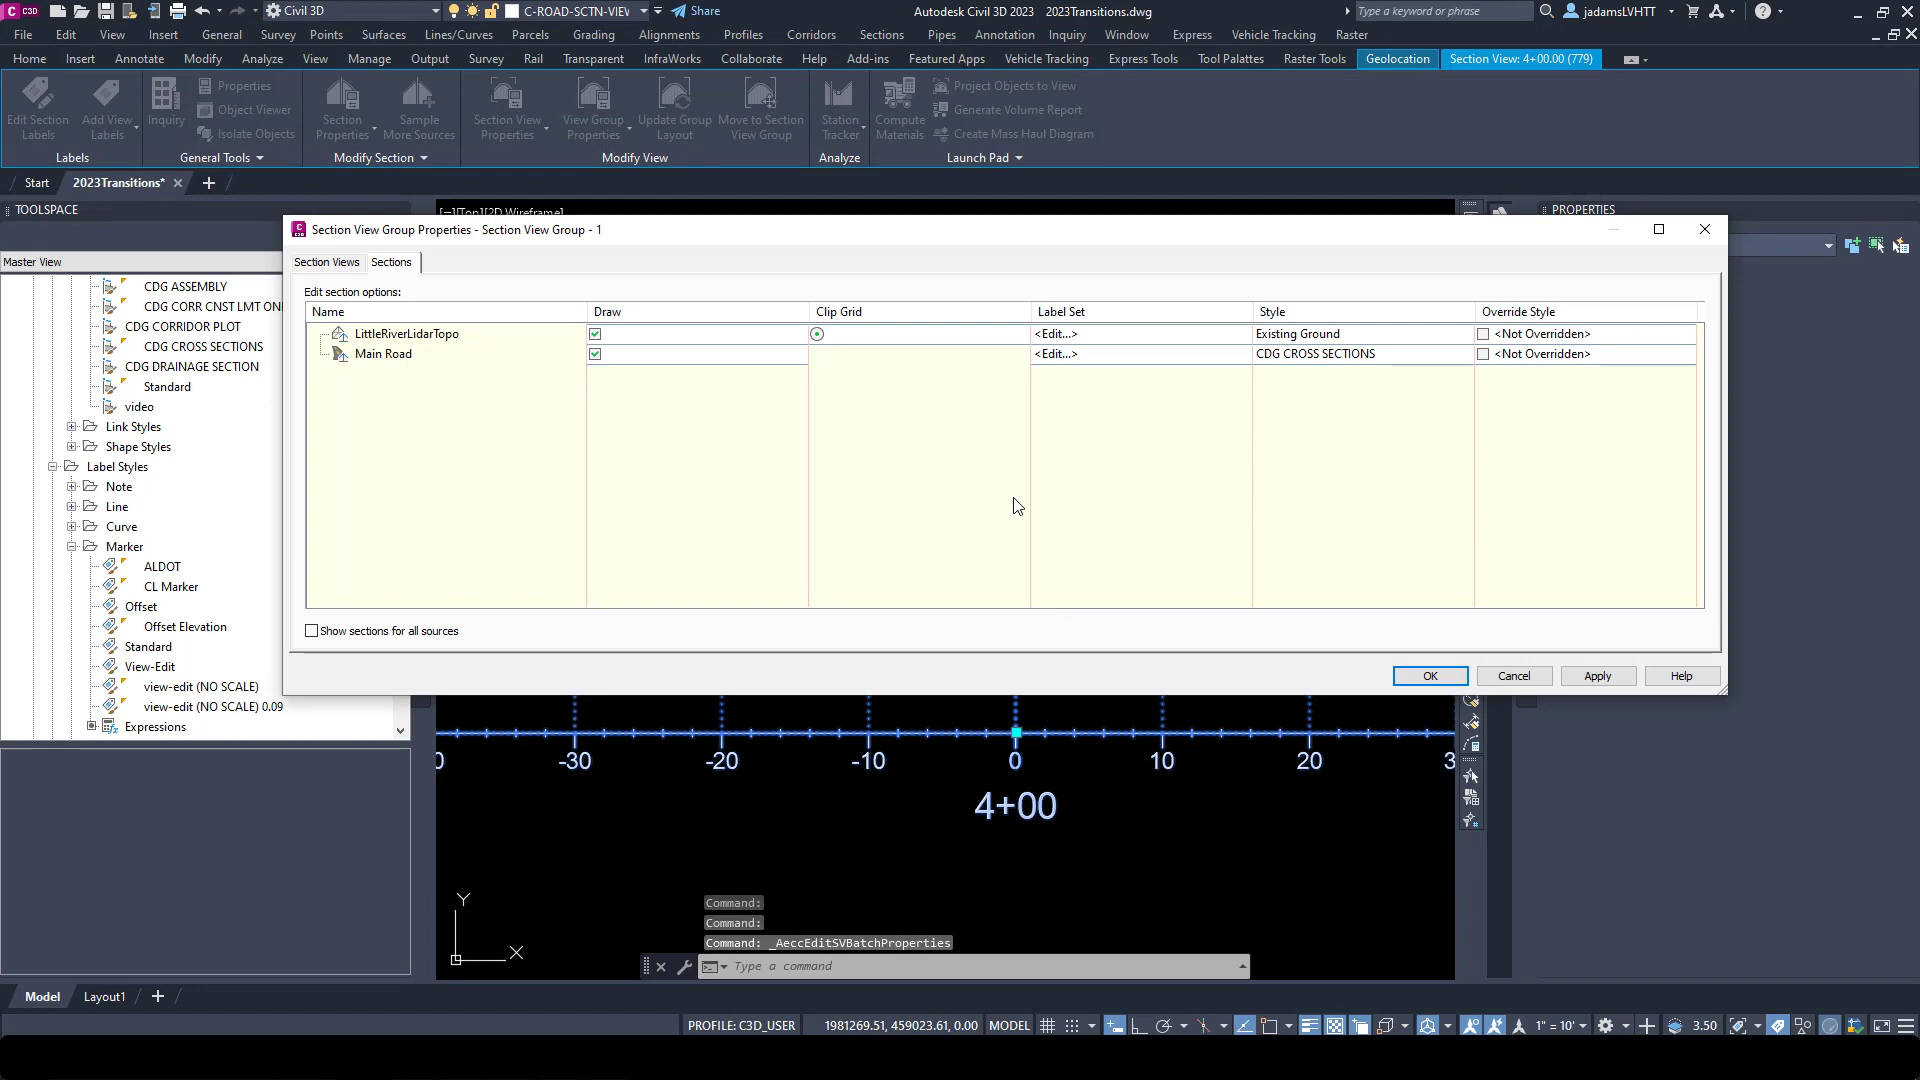 C3D
Civil 3D
C-ROAD-SCTN-VIEW
Share
Autodesk Civil 3D 2023 2023Transitions.dwg
Type a keyword or phrase
jadamsLVHTT
File Edit View Insert General Survey Points Surfaces Lines/Curves Parcels Grading Alignments Profiles Corridors Sections Pipes Annotation Inquiry Window Express Vehicle Tracking Raster
Home Insert Annotate Modify Analyze View Manage Output Survey Rail Transparent InfraWorks Collaborate Help Add-ins Featured Apps Vehicle Tracking Express Tools Tool Palettes Raster Tools Geolocation Section View: 4+00.00 (779)
Edit Section
Labels
Add View
Labels
Inquiry
Properties
Object Viewer
Isolate Objects
Section
Properties
Sample
More Sources
Section View
Properties
View Group
Properties
Update Group
Layout
Move to Section
View Group
Station
Tracker
Compute
Materials
Project Objects to View
Generate Volume Report
Create Mass Haul Diagram
Labels General Tools Modify Section Modify View Analyze Launch Pad
Start 2023Transitions*
TOOLSPACE
[−][Top][2D Wireframe]
PROPERTIES
Master View
CDG ASSEMBLY
CDG CORR CNST LMT ON
CDG CORRIDOR PLOT
CDG CROSS SECTIONS
CDG DRAINAGE SECTION
Standard
video
Link Styles
Shape Styles
Label Styles
Note
Line
Curve
Marker
ALDOT
CL Marker
Offset
Offset Elevation
Standard
View-Edit
view-edit (NO SCALE)
view-edit (NO SCALE) 0.09
Expressions
Section View Group Properties - Section View Group - 1
Section Views Sections
Edit section options:
Name Draw Clip Grid Label Set Style Override Style
LittleRiverLidarTopo <Edit...> Existing Ground <Not Overridden>
Main Road <Edit...> CDG CROSS SECTIONS <Not Overridden>
Show sections for all sources
OK Cancel Apply Help
0 -30 -20 -10 0 10 20 3
4+00
Y
X
Command:
Command:
Command: _AeccEditSVBatchProperties
Type a command
Model Layout1
PROFILE: C3D_USER 1981269.51, 459023.61, 0.00 MODEL 1" = 10' 3.50